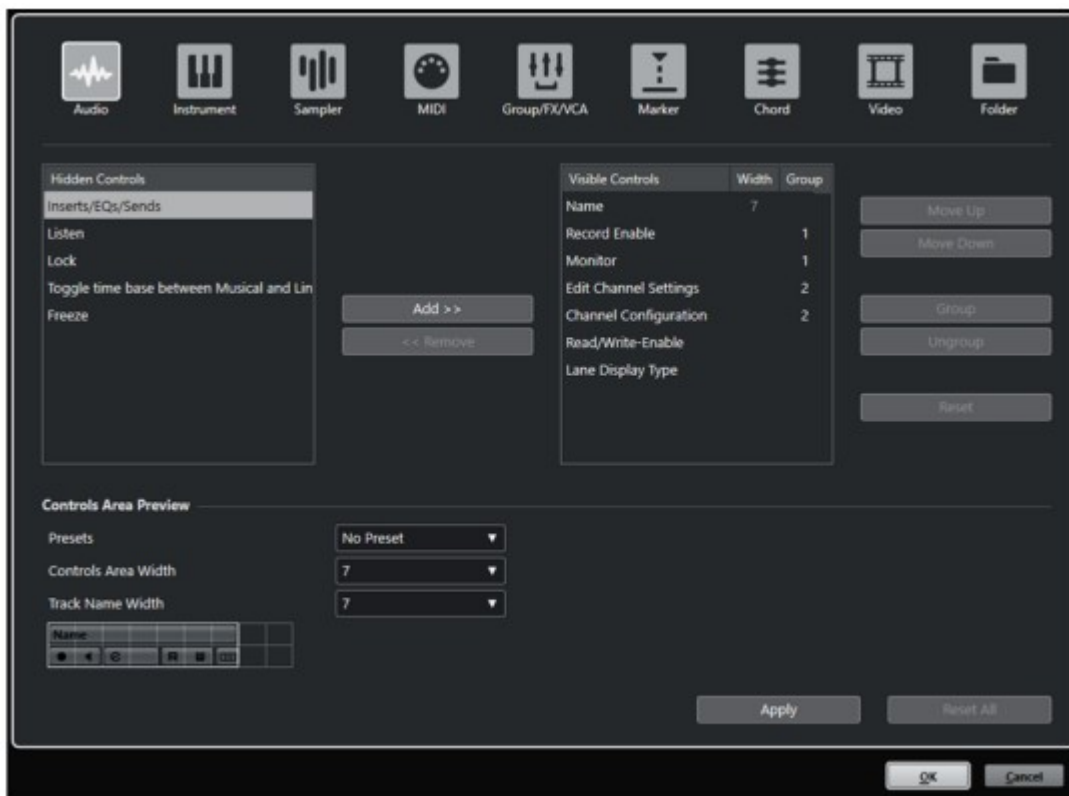 Audio Instrument Sampler MIDI Group/FX/VCA Marker Chord Video Folder
Hidden Controls
Inserts/EQs/Sends
Listen
Lock
Toggle time base between Musical and Lin
Freeze
Add >>
<< Remove
Visible Controls Width Group
Name 7
Record Enable 1
Monitor 1
Edit Channel Settings 2
Channel Configuration 2
Read/Write-Enable
Lane Display Type
Move Up
Move Down
Group
Ungroup
Reset
Controls Area Preview
Presets No Preset
Controls Area Width 7
Track Name Width 7
Name
R
Apply Reset All
OK Cancel